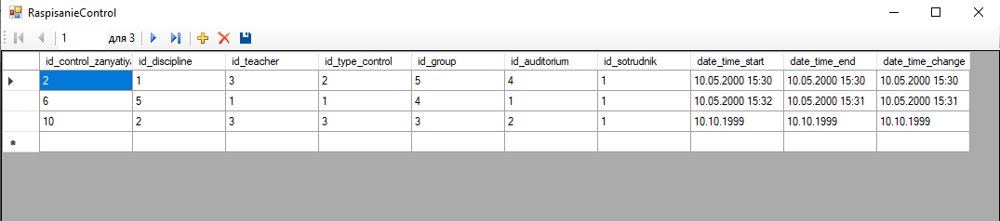 RaspisanieControl
1 для 3
id_control_zanyatiya id_discipline id_teacher id_type_control id_group id_auditorium id_sotrudnik date_time_start date_time_end date_time_change
2 1 3 2 5 4 1 10.05.2000 15:30 10.05.2000 15:30 10.05.2000 15:30
6 5 1 1 4 1 10.05.2000 15:32 10.05.2000 15:31 10.05.2000 15:31
10 2 3 3 3 2 1 10.10.1999 10.10.1999 10.10.1999